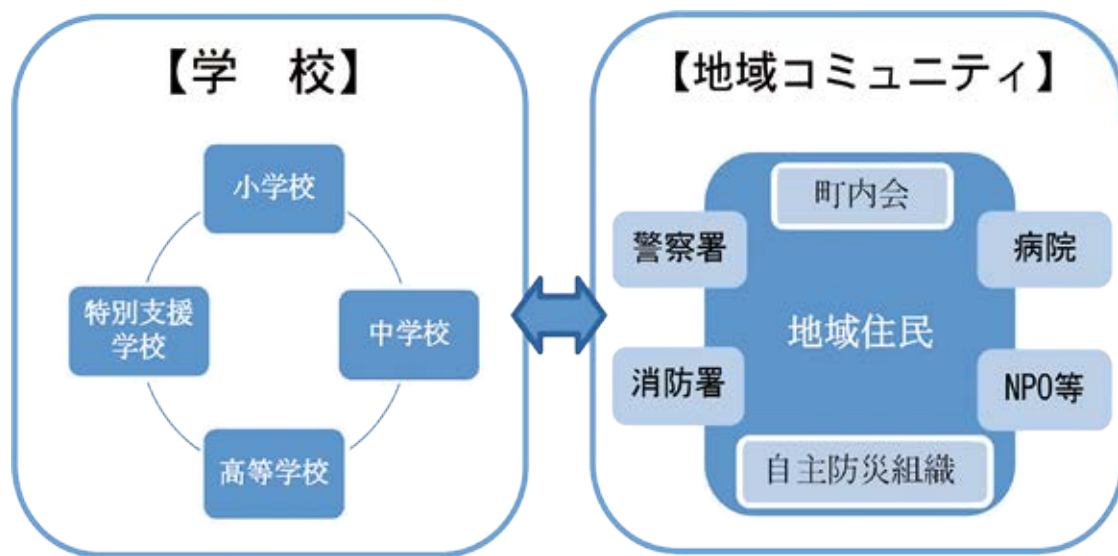 【学　校】
小学校
特別支援
学校
中学校
高等学校
【地域コミュニティ】
町内会
警察署
病院
地域住民
消防署
NPO等
自主防災組織